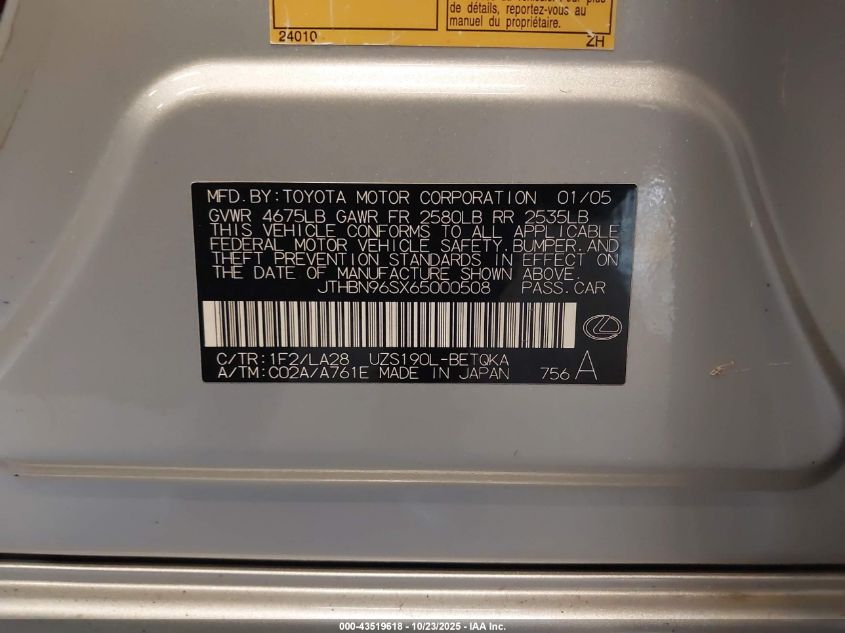 de détails, reportez-vous au
manuel du propriétaire.
24010 ZH
MFD. BY: TOYOTA MOTOR CORPORATION 01/05
GVWR 4675LB GAWR FR 2580LB RR 2535LB
THIS VEHICLE CONFORMS TO ALL APPLICABLE
FEDERAL MOTOR VEHICLE SAFETY, BUMPER, AND
THEFT PREVENTION STANDARDS IN EFFECT ON
THE DATE OF MANUFACTURE SHOWN ABOVE.
JTHBN96SX65000508 PASS. CAR
C/TR: 1F2/LA28 UZS190L-BETQKA
A/TM: C02A/A761E MADE IN JAPAN 756 A
000-43519618 - 10/23/2025 - IAA Inc.